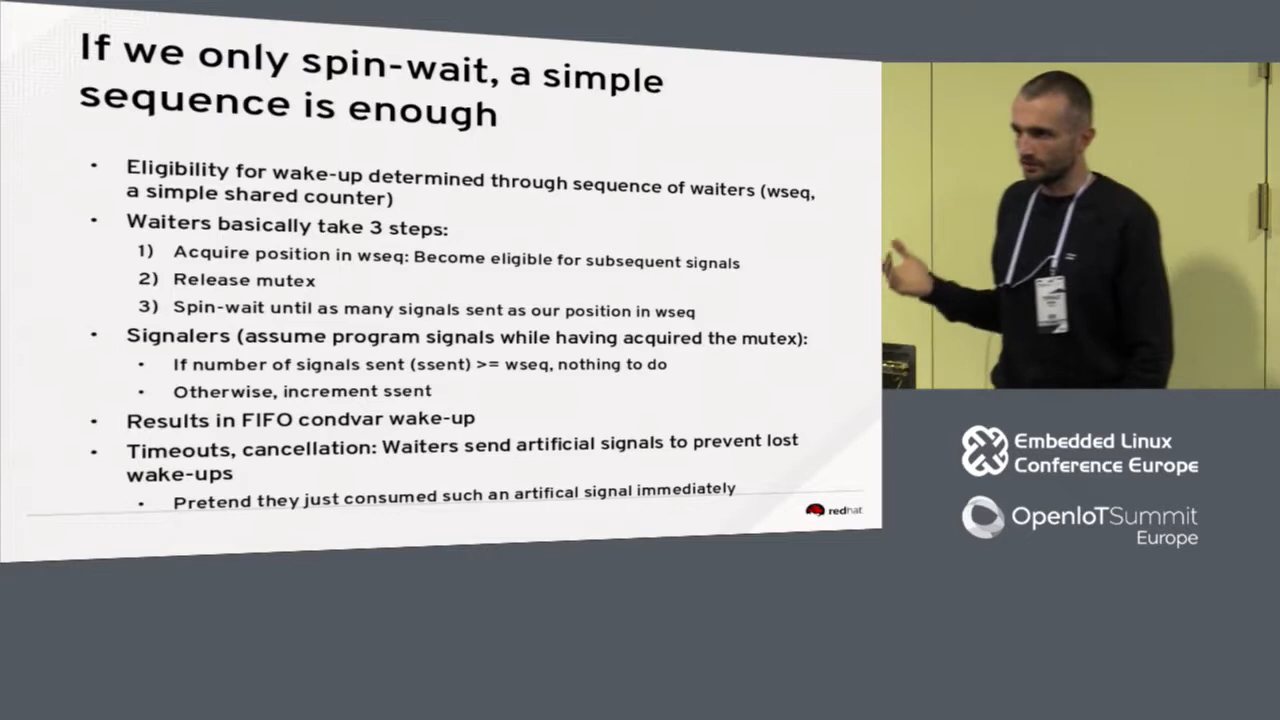 If we only spin-wait, a simple
sequence is enough
• Eligibility for wake-up determined through sequence of waiters (wseq,
a simple shared counter)
• Waiters basically take 3 steps:
1) Acquire position in wseq: Become eligible for subsequent signals
2) Release mutex
3) Spin-wait until as many signals sent as our position in wseq
• Signalers (assume program signals while having acquired the mutex):
• If number of signals sent (ssent) >= wseq, nothing to do
• Otherwise, increment ssent
• Results in FIFO condvar wake-up
• Timeouts, cancellation: Waiters send artificial signals to prevent lost
wake-ups
• Pretend they just consumed such an artifical signal immediately
redhat
Embedded Linux
Conference Europe
OpenIoTSummit
Europe